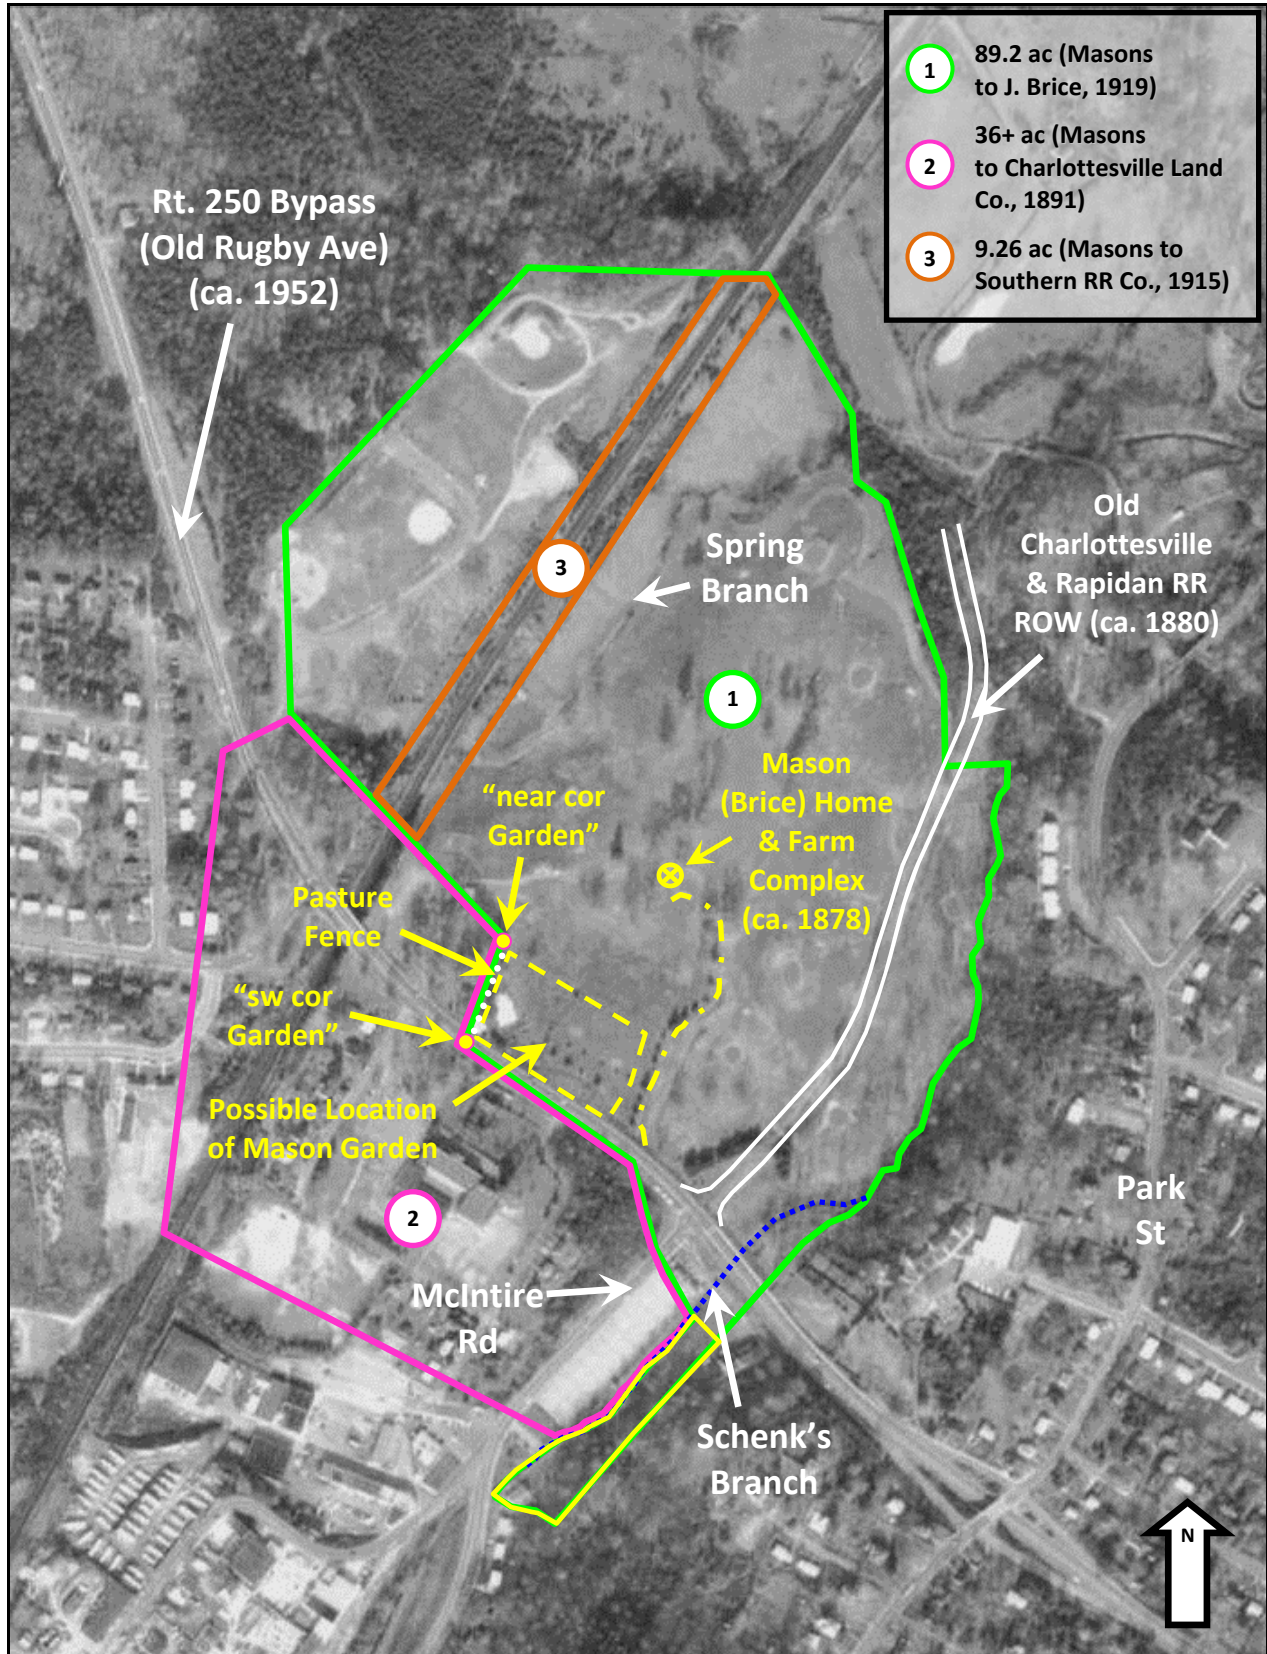 1
89.2 ac (Masons
to J. Brice, 1919)
2
36+ ac (Masons
to Charlottesville Land
Co., 1891)
3
9.26 ac (Masons to
Southern RR Co., 1915)
Rt. 250 Bypass
(Old Rugby Ave)
(ca. 1952)
Old
Charlottesville
& Rapidan RR
ROW (ca. 1880)
Spring
Branch
3
1
Mason
(Brice) Home
& Farm
Complex
(ca. 1878)
“near cor
Garden”
Pasture
Fence
“sw cor
Garden”
Possible Location
of Mason Garden
2
Park
St
McIntire
Rd
Schenk’s
Branch
N